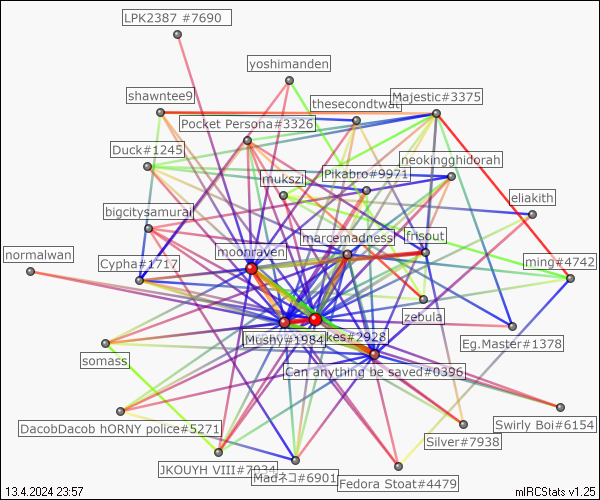 LPK2387 #7690
yoshimanden
shawntee9
thesecondtwat
Majestic#3375
Pocket Persona#3326
Duck#1245
neokingghidorah
Pikabro#9971
mukszi
eliakith
bigcitysamurai
marcemadness
frisout
moonraven
normalwan
Cypha#1717
ming#4742
zebula
Mushy#1984
kes#2928
Eg.Master#1378
somass
Can anything be saved#0396
DacobDacob hORNY police#5271
Swirly Boi#6154
Silver#7938
JKOUYH VIII#7934
Madネコ#6901
Fedora Stoat#4479
13.4.2024 23:57
mIRCStats v1.25